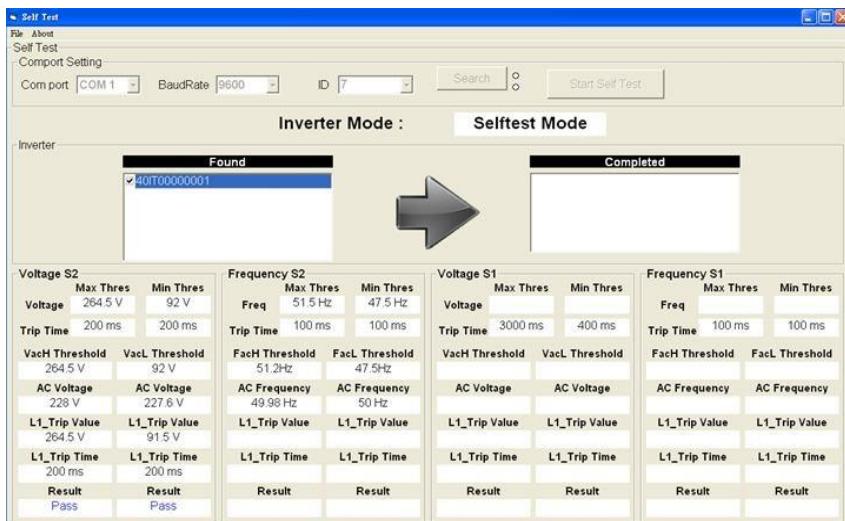 Self Test
File About
Self Test
Comport Setting
Com port COM 1 BaudRate 9600 ID 7 Search Start Self Test
Inverter Mode : Selftest Mode
Inverter
Found Completed
40IT00000001
Voltage S2 Frequency S2 Voltage S1 Frequency S1
Max Thres Min Thres Max Thres Min Thres Max Thres Min Thres Max Thres Min Thres
Voltage 264.5 V 92 V Freq 51.5 Hz 47.5 Hz Voltage Freq
Trip Time 200 ms 200 ms Trip Time 100 ms 100 ms Trip Time 3000 ms 400 ms Trip Time 100 ms 100 ms
VacH Threshold VacL Threshold FacH Threshold FacL Threshold VacH Threshold VacL Threshold FacH Threshold FacL Threshold
264.5 V 92 V 51.2Hz 47.5Hz
AC Voltage AC Voltage AC Frequency AC Frequency AC Voltage AC Voltage AC Frequency AC Frequency
228 V 227.6 V 49.98 Hz 50 Hz
L1_Trip Value L1_Trip Value L1_Trip Value L1_Trip Value L1_Trip Value L1_Trip Value L1_Trip Value L1_Trip Value
264.5 V 91.5 V
L1_Trip Time L1_Trip Time L1_Trip Time L1_Trip Time L1_Trip Time L1_Trip Time L1_Trip Time L1_Trip Time
200 ms 200 ms
Result Result Result Result Result Result Result Result
Pass Pass